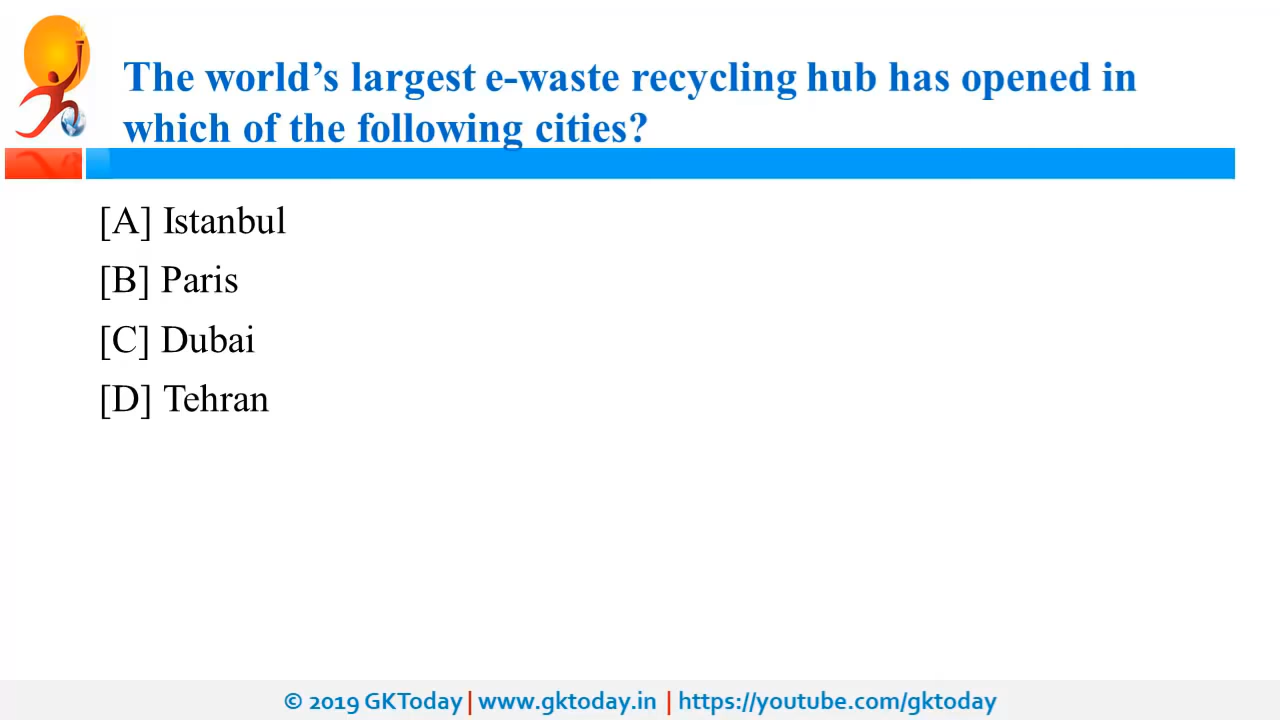 The world’s largest e-waste recycling hub has opened in
which of the following cities?
[A] Istanbul
[B] Paris
[C] Dubai
[D] Tehran
© 2019 GKToday | www.gktoday.in | https://youtube.com/gktoday